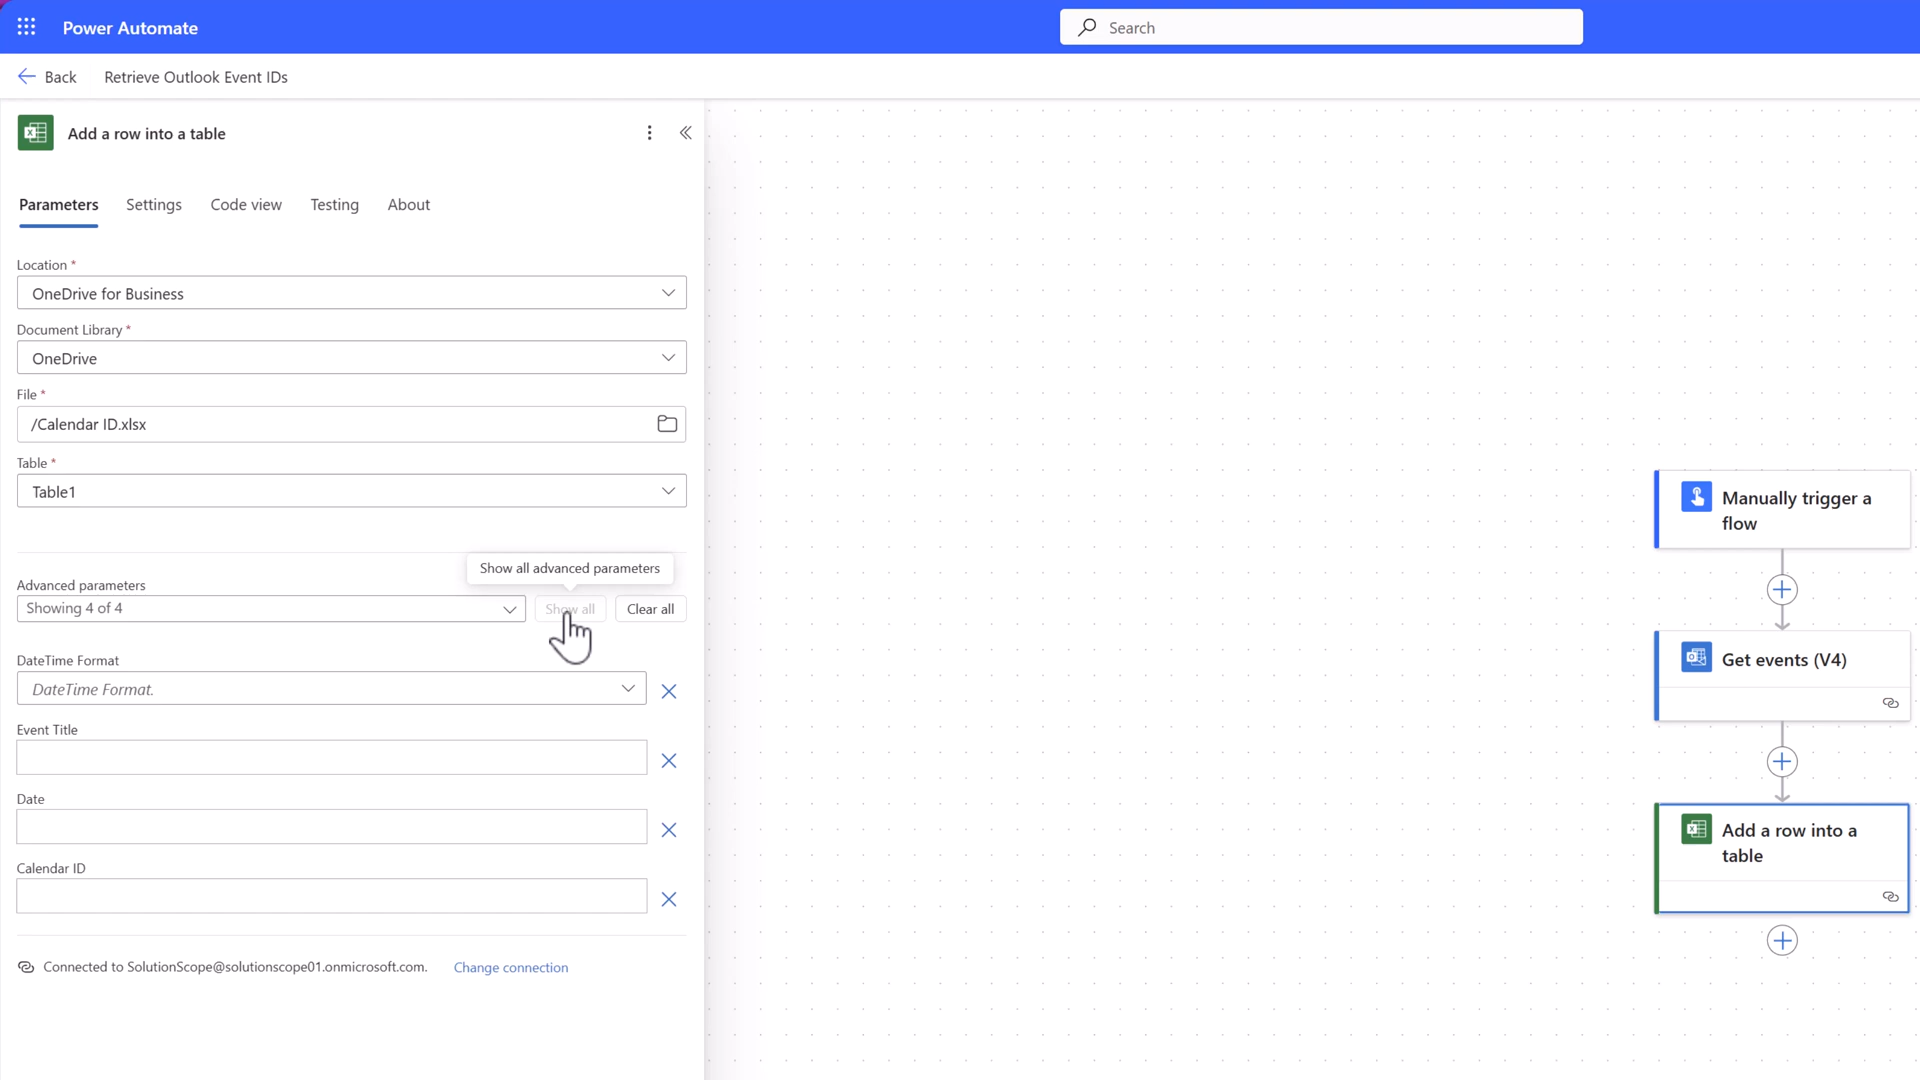 Power Automate
Search
Back
Retrieve Outlook Event IDs
Add a row into a table
Parameters
Settings
Code view
Testing
About
Location *
OneDrive for Business
Document Library *
OneDrive
File *
/Calendar ID.xlsx
Table *
Table1
Show all advanced parameters
Advanced parameters
Showing 4 of 4
Show all
Clear all
DateTime Format
DateTime Format.
Event Title
Date
Calendar ID
Connected to SolutionScope@solutionscope01.onmicrosoft.com.
Change connection
Manually trigger a
flow
Get events (V4)
Add a row into a
table